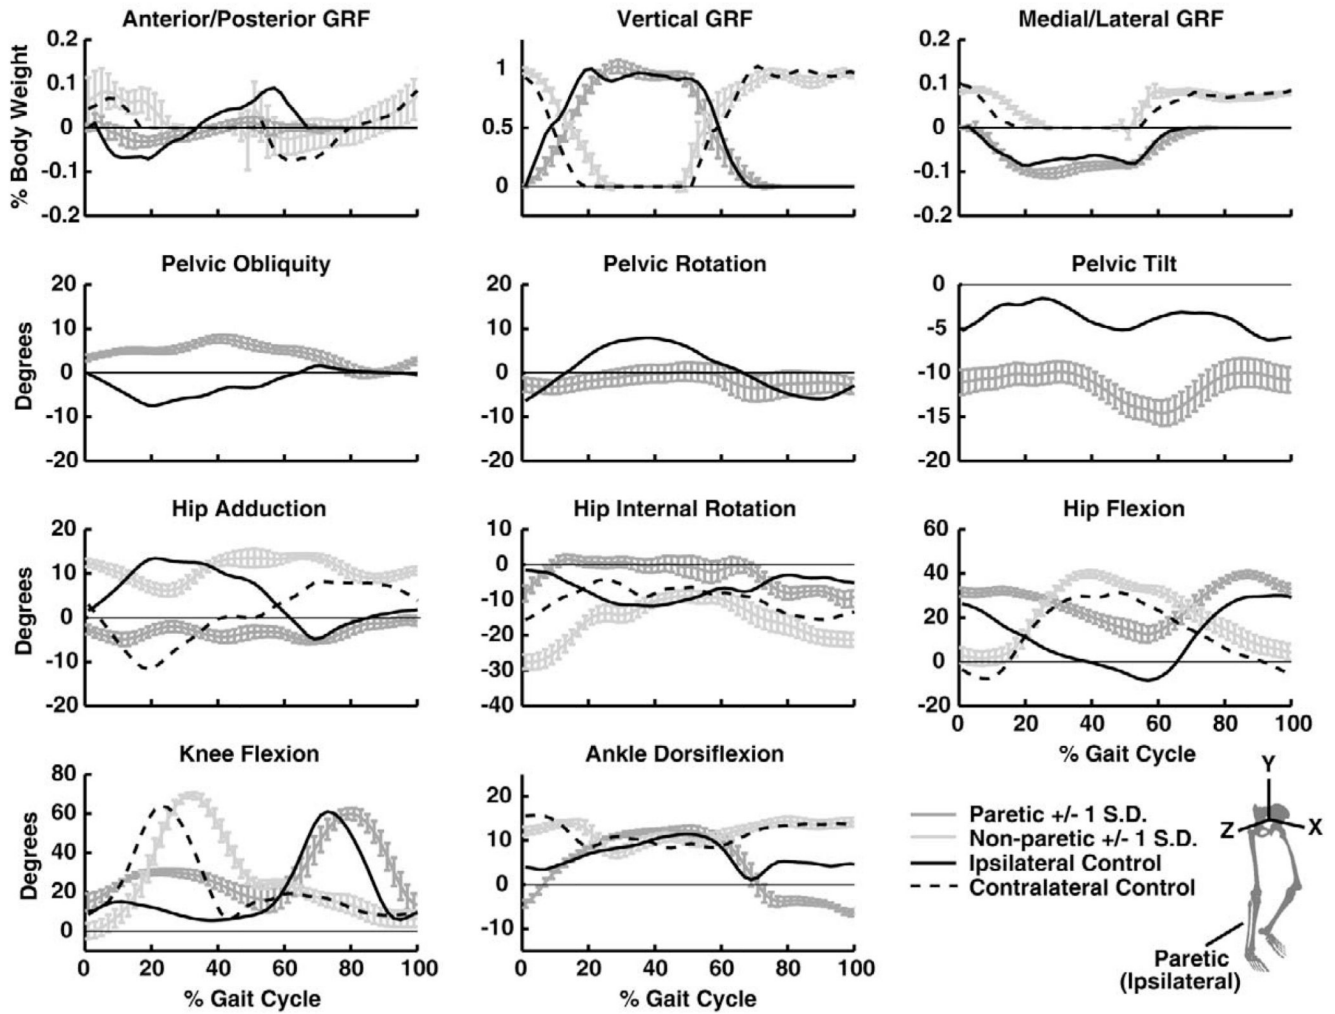 Anterior/Posterior GRF
% Body Weight
0.2
0.1
0
-0.1
-0.2
Vertical GRF
1
0.5
0
Medial/Lateral GRF
0.2
0.1
0
-0.1
-0.2
Pelvic Obliquity
Degrees
20
10
0
-10
-20
Pelvic Rotation
20
10
0
-10
-20
Pelvic Tilt
0
-5
-10
-15
-20
Hip Adduction
Degrees
20
10
0
-10
-20
Hip Internal Rotation
10
0
-10
-20
-30
-40
Hip Flexion
60
40
20
0
-20
0 20 40 60 80 100
% Gait Cycle
Knee Flexion
Degrees
80
60
40
20
0
0 20 40 60 80 100
% Gait Cycle
Ankle Dorsiflexion
20
10
0
-10
0 20 40 60 80 100
% Gait Cycle
Paretic +/- 1 S.D.
Non-paretic +/- 1 S.D.
Ipsilateral Control
Contralateral Control
Y
Z X
Paretic
(Ipsilateral)